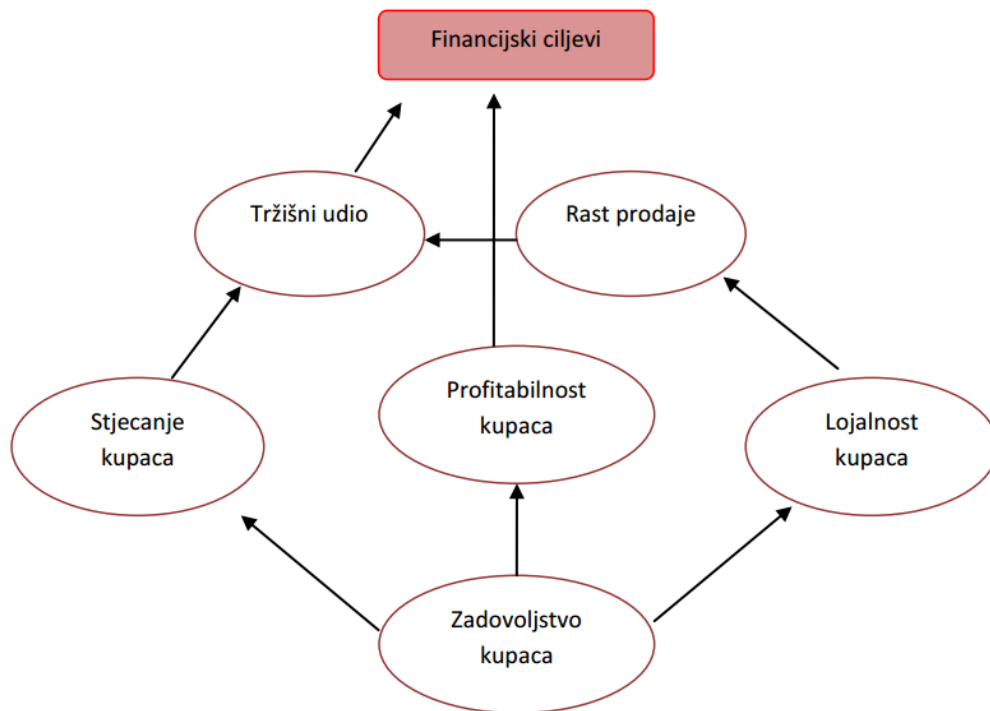 Financijski ciljevi
Tržišni udio
Rast prodaje
Profitabilnost
kupaca
Stjecanje
kupaca
Lojalnost
kupaca
Zadovoljstvo
kupaca